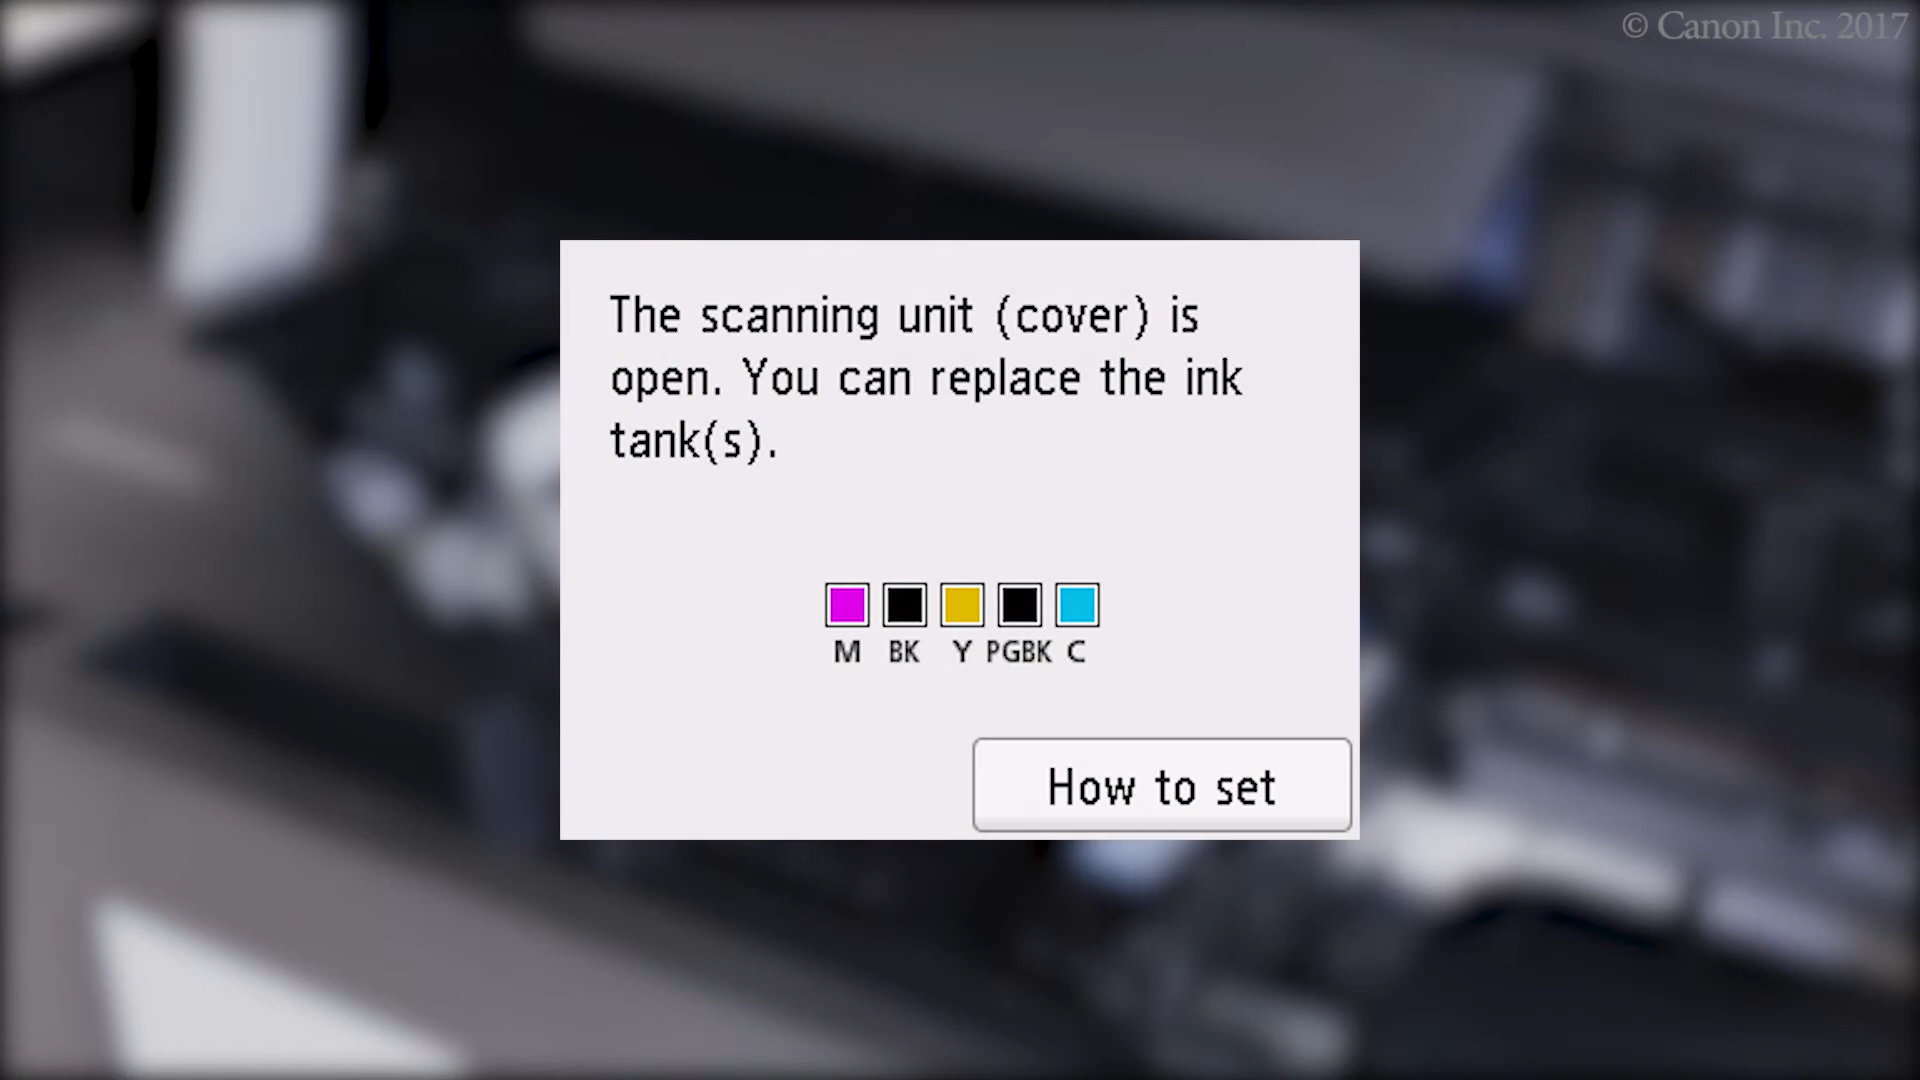 © Canon Inc. 2017
The scanning unit (cover) is
open. You can replace the ink
tank(s).
M BK Y PGBK C
How to set